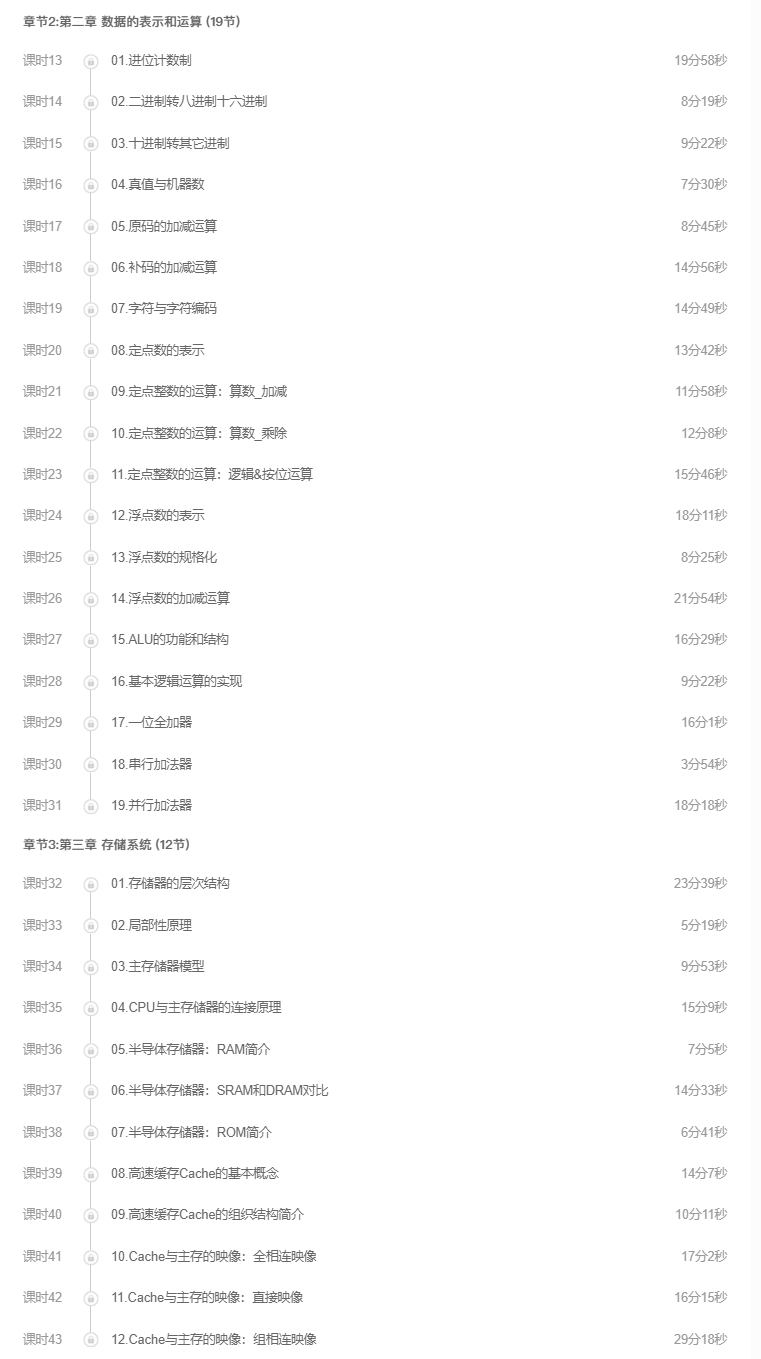 章节2:第二章 数据的表示和运算 (19节)
课时13 01.进位计数制 19分58秒
课时14 02.二进制转八进制十六进制 8分19秒
课时15 03.十进制转其它进制 9分22秒
课时16 04.真值与机器数 7分30秒
课时17 05.原码的加减运算 8分45秒
课时18 06.补码的加减运算 14分56秒
课时19 07.字符与字符编码 14分49秒
课时20 08.定点数的表示 13分42秒
课时21 09.定点整数的运算：算数_加减 11分58秒
课时22 10.定点整数的运算：算数_乘除 12分8秒
课时23 11.定点整数的运算：逻辑&按位运算 15分46秒
课时24 12.浮点数的表示 18分11秒
课时25 13.浮点数的规格化 8分25秒
课时26 14.浮点数的加减运算 21分54秒
课时27 15.ALU的功能和结构 16分29秒
课时28 16.基本逻辑运算的实现 9分22秒
课时29 17.一位全加器 16分1秒
课时30 18.串行加法器 3分54秒
课时31 19.并行加法器 18分18秒
章节3:第三章 存储系统 (12节)
课时32 01.存储器的层次结构 23分39秒
课时33 02.局部性原理 5分19秒
课时34 03.主存储器模型 9分53秒
课时35 04.CPU与主存储器的连接原理 15分9秒
课时36 05.半导体存储器：RAM简介 7分5秒
课时37 06.半导体存储器：SRAM和DRAM对比 14分33秒
课时38 07.半导体存储器：ROM简介 6分41秒
课时39 08.高速缓存Cache的基本概念 14分7秒
课时40 09.高速缓存Cache的组织结构简介 10分11秒
课时41 10.Cache与主存的映像：全相连映像 17分2秒
课时42 11.Cache与主存的映像：直接映像 16分15秒
课时43 12.Cache与主存的映像：组相连映像 29分18秒